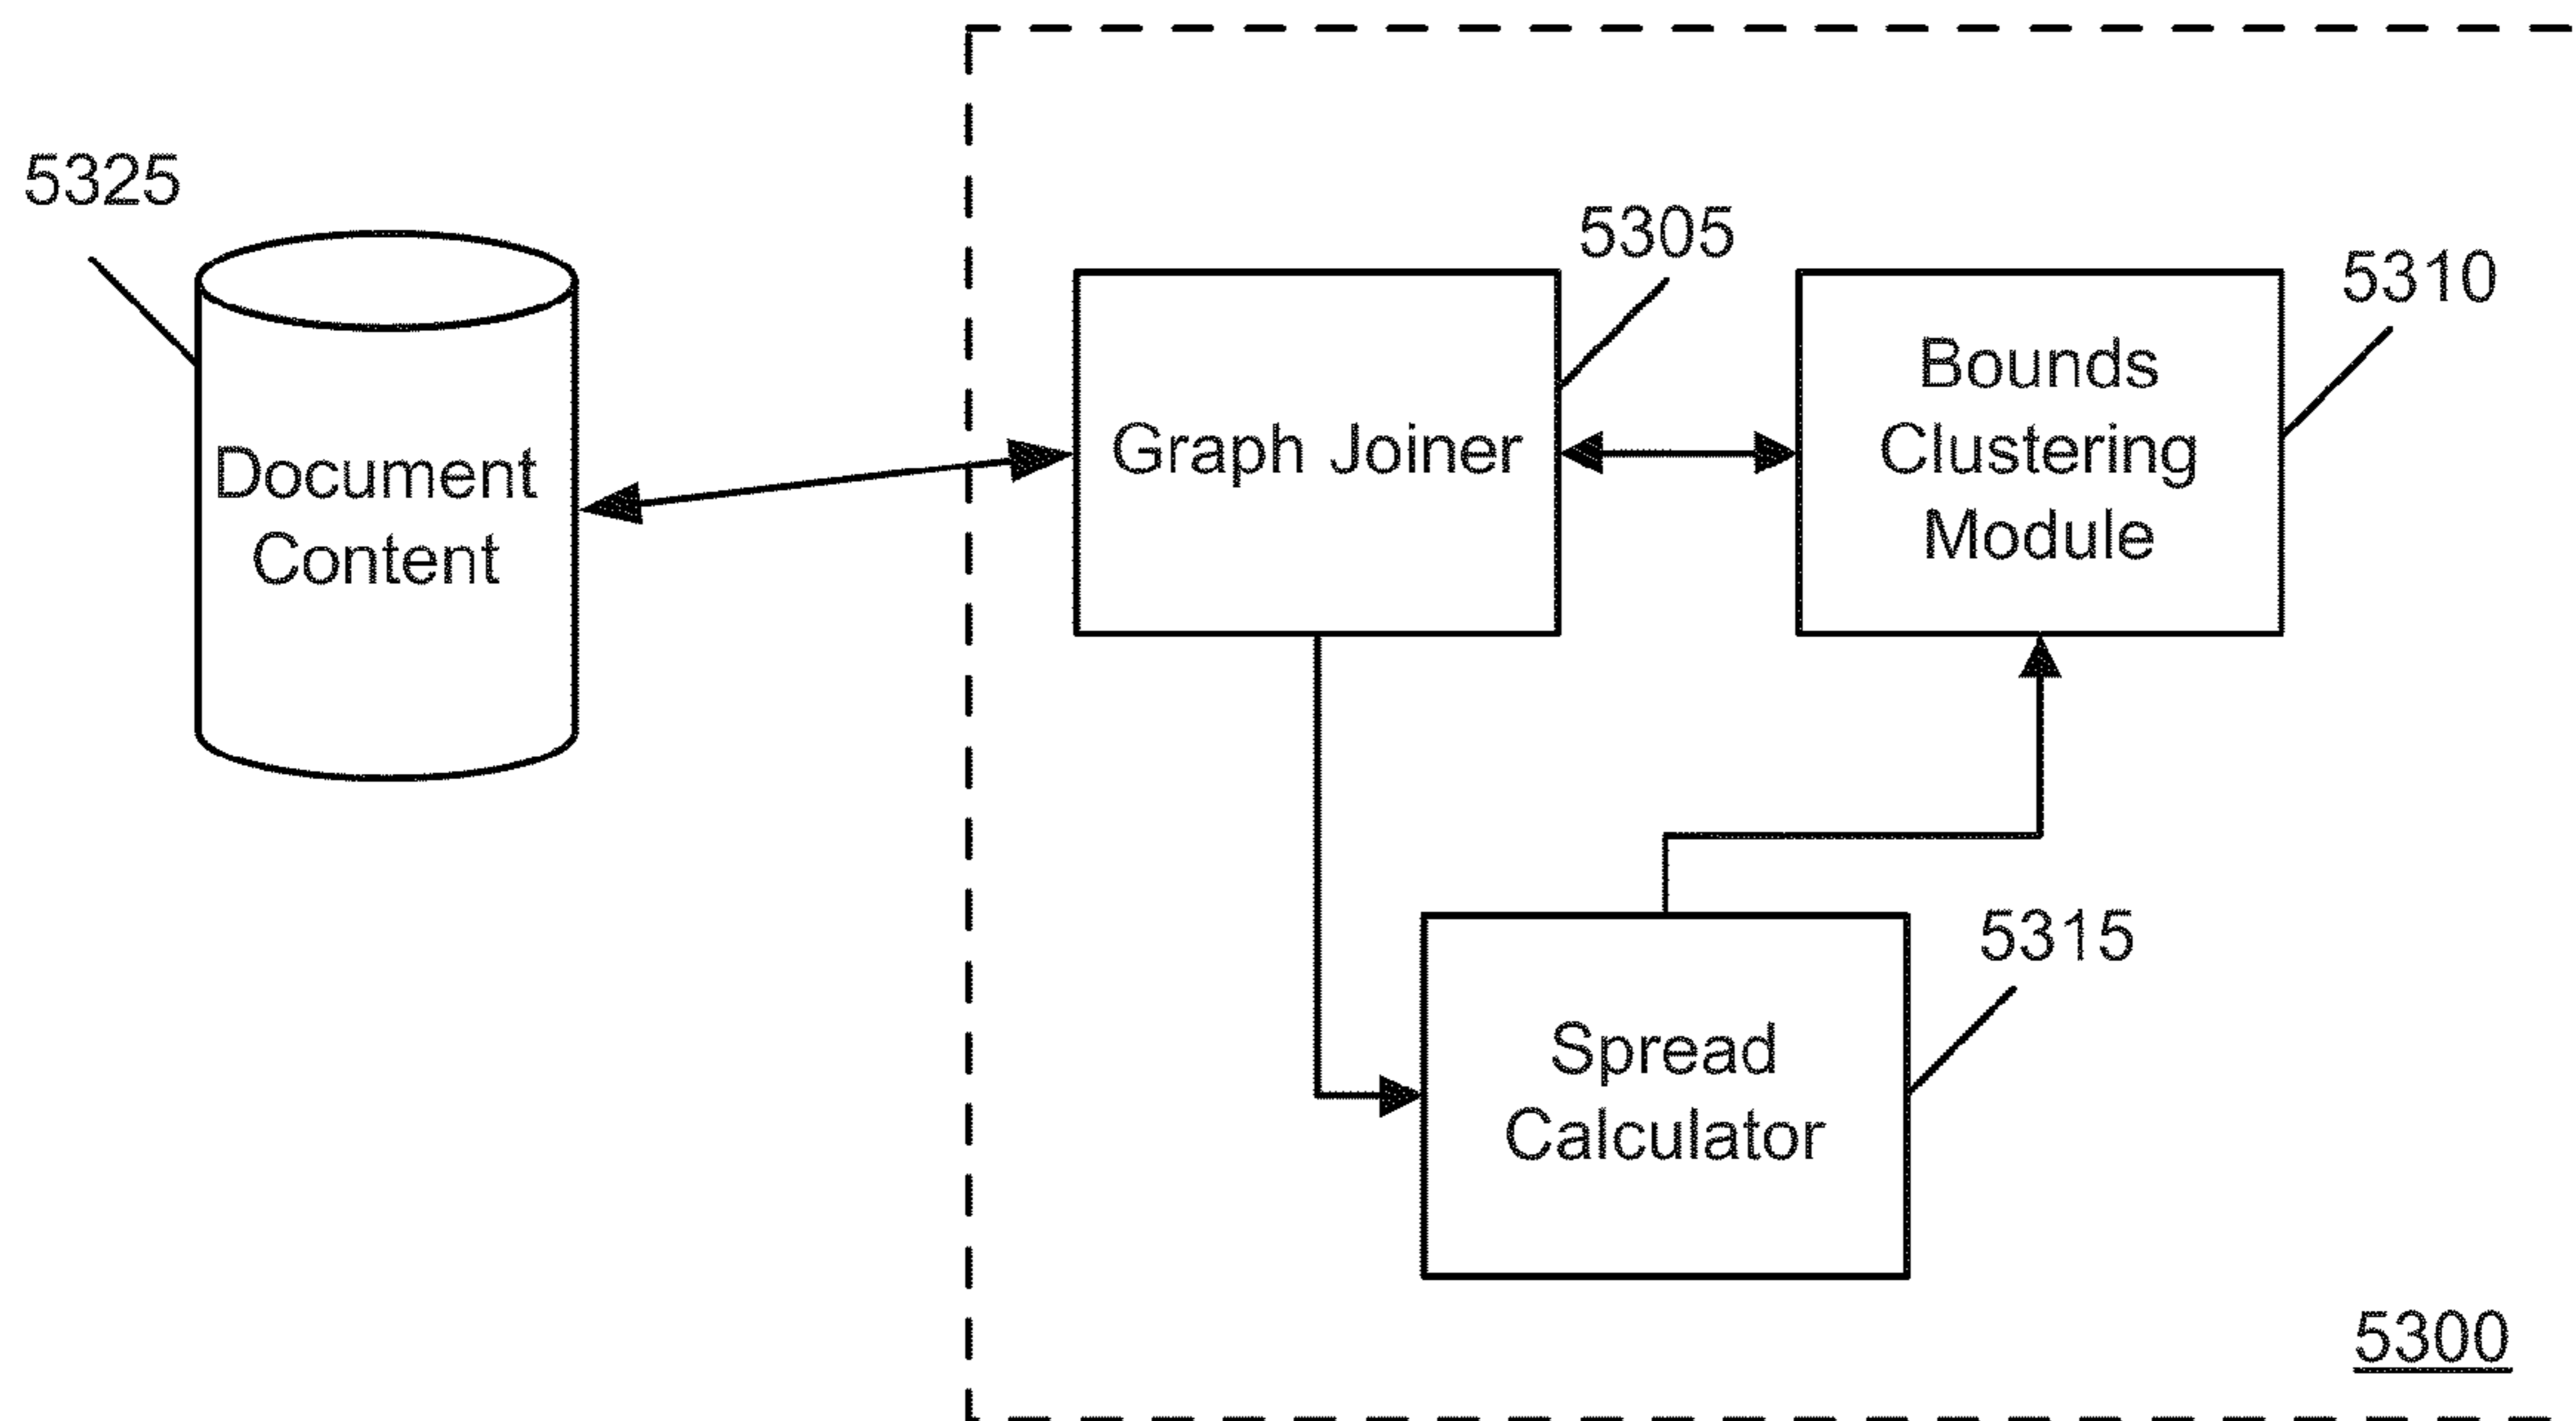 5325
Document
Content
5305
Graph Joiner
5310
Bounds
Clustering
Module
5315
Spread
Calculator
5300